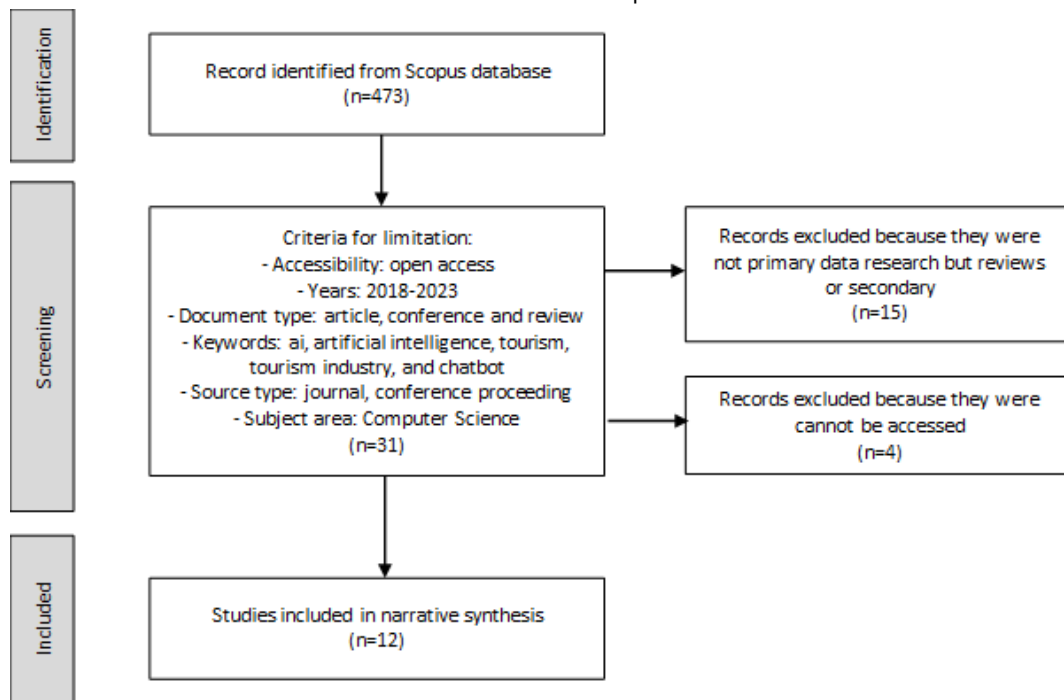 Identification
Record identified from Scopus database
(n=473)
Screening
Criteria for limitation:
- Accessibility: open access
- Years: 2018-2023
- Document type: article, conference and review
- Keywords: ai, artificial intelligence, tourism,
tourism industry, and chatbot
- Source type: journal, conference proceeding
- Subject area: Computer Science
(n=31)
Records excluded because they were
not primary data research but reviews
or secondary
(n=15)
Records excluded because they were
cannot be accessed
(n=4)
Included
Studies included in narrative synthesis
(n=12)